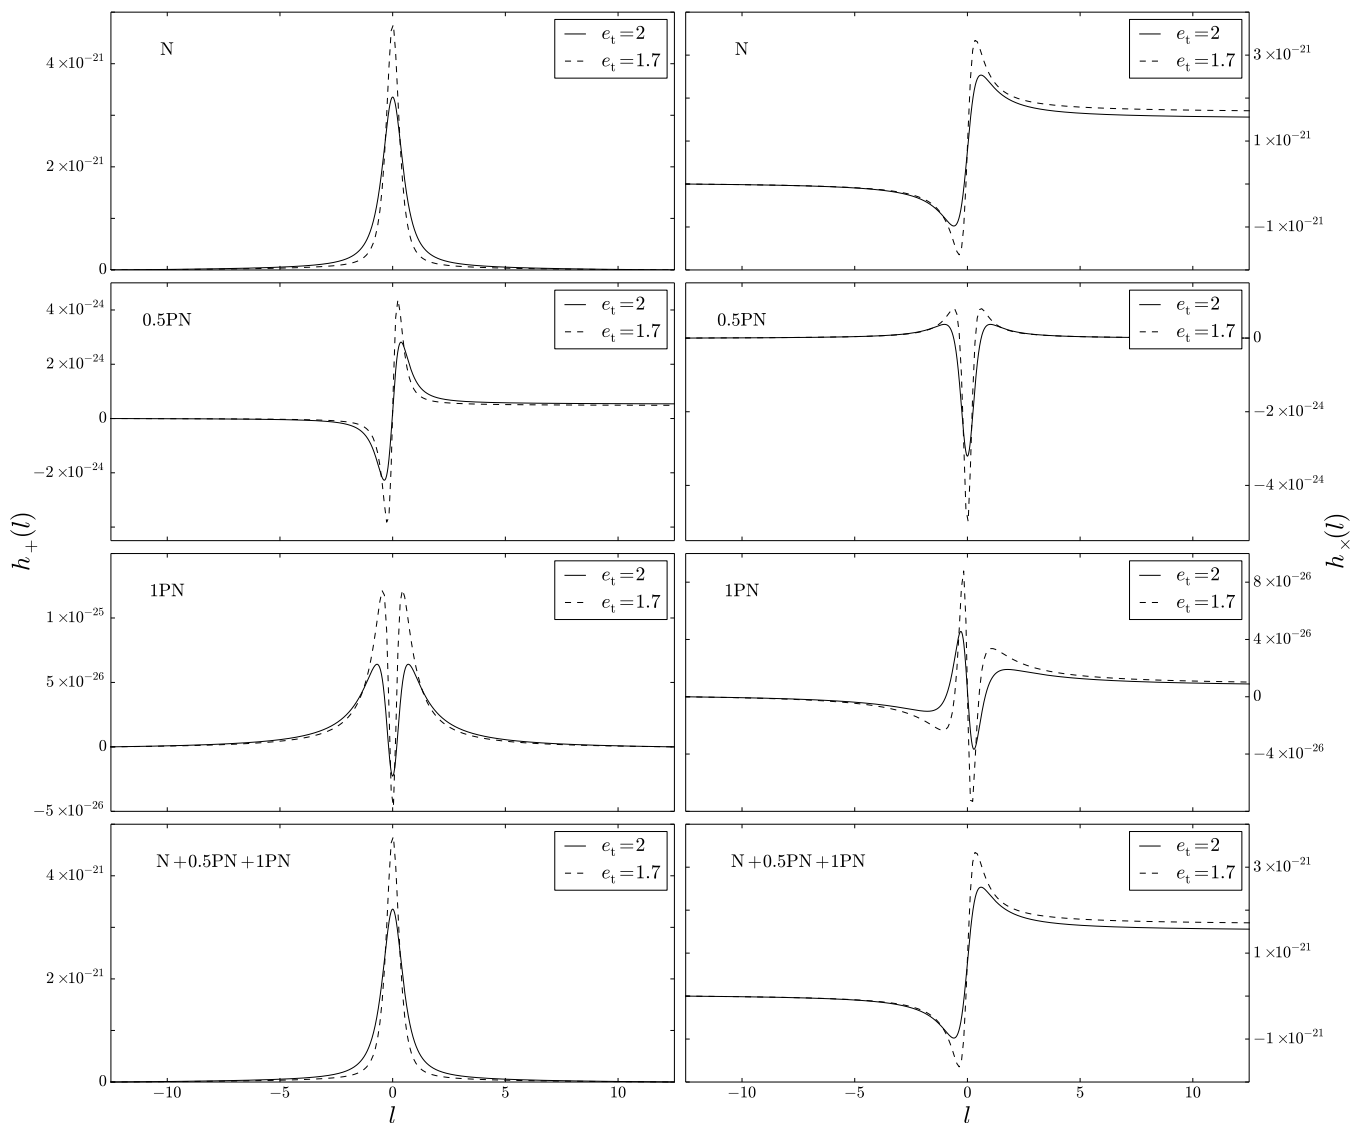 N
e_t=2
e_t=1.7
4×10^{-21}
2×10^{-21}
0
N
e_t=2
e_t=1.7
3×10^{-21}
1×10^{-21}
−1×10^{-21}
0.5PN
e_t=2
e_t=1.7
4×10^{-24}
2×10^{-24}
0
−2×10^{-24}
0.5PN
e_t=2
e_t=1.7
0
−2×10^{-24}
−4×10^{-24}
h_+(l)
h_×(l)
1PN
e_t=2
e_t=1.7
1×10^{-25}
5×10^{-26}
0
−5×10^{-26}
1PN
e_t=2
e_t=1.7
8×10^{-26}
4×10^{-26}
0
−4×10^{-26}
N+0.5PN+1PN
e_t=2
e_t=1.7
4×10^{-21}
2×10^{-21}
0
−10 −5 0 5 10
l
N+0.5PN+1PN
e_t=2
e_t=1.7
3×10^{-21}
1×10^{-21}
−1×10^{-21}
−10 −5 0 5 10
l